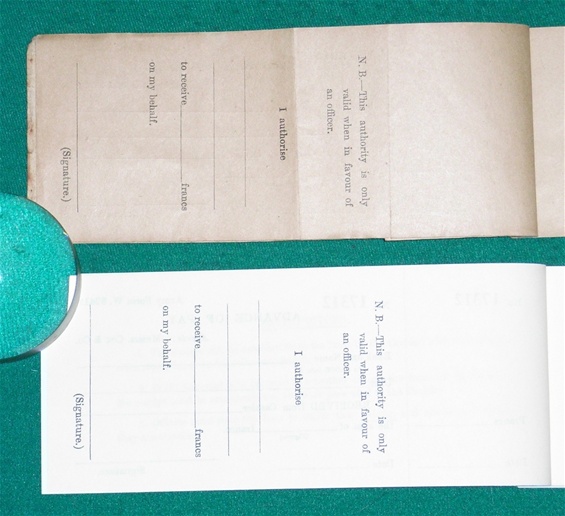 N. B.—This authority is only
valid when in favour of
an officer.
I authorise
to receive francs
on my behalf.
(Signature.)
N. B.—This authority is only
valid when in favour of
an officer.
I authorise
to receive francs
on my behalf.
(Signature.)